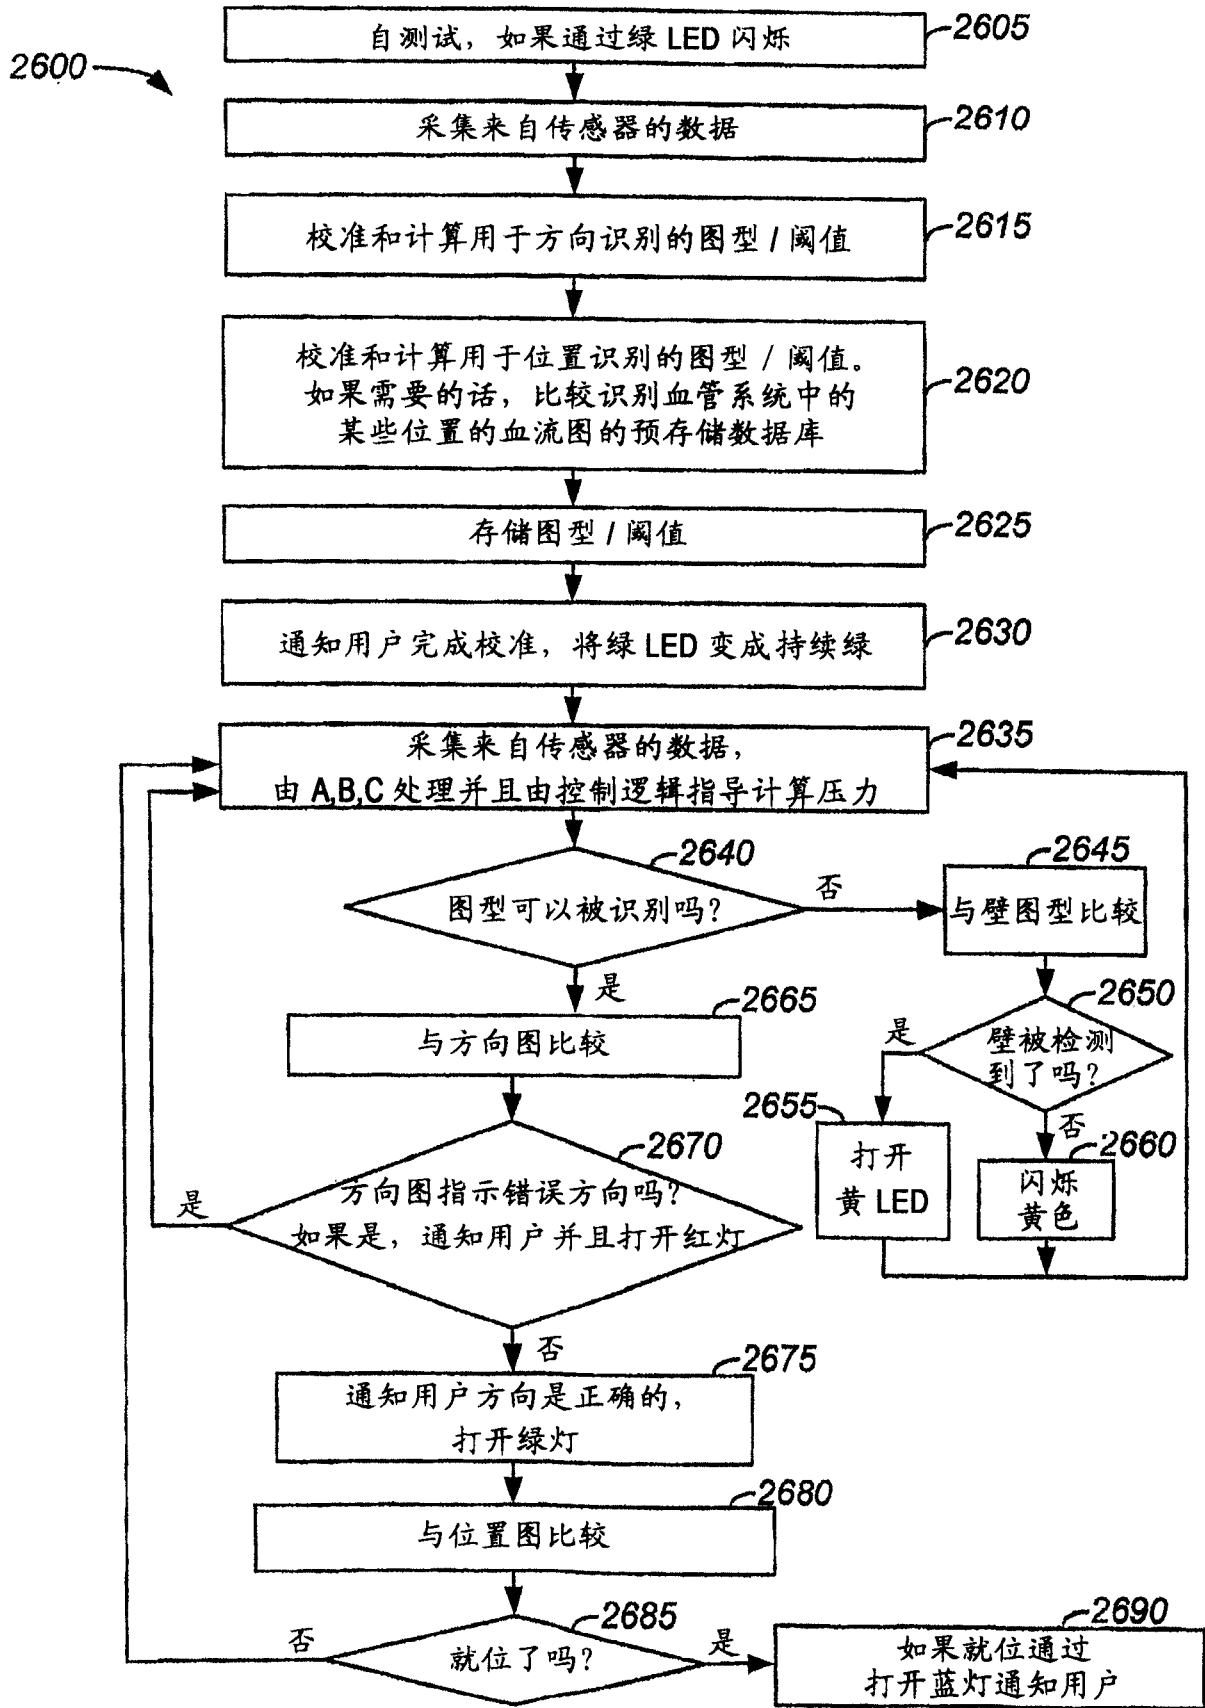 2600
自测试，如果通过绿 LED 闪烁
2605
采集来自传感器的数据
2610
校准和计算用于方向识别的图型 / 阈值
2615
校准和计算用于位置识别的图型 / 阈值。
如果需要的话，比较识别血管系统中的
某些位置的血流图的预存储数据库
2620
存储图型 / 阈值
2625
通知用户完成校准，将绿 LED 变成持续绿
2630
采集来自传感器的数据，
由 A,B,C 处理并且由控制逻辑指导计算压力
2635
图型可以被识别吗？
2640
否
与壁图型比较
2645
是
与方向图比较
2665
壁被检测
到了吗？
2650
是
打开
黄 LED
2655
否
闪烁
黄色
2660
方向图指示错误方向吗？
如果是，通知用户并且打开红灯
2670
是
否
通知用户方向是正确的，
打开绿灯
2675
与位置图比较
2680
就位了吗？
2685
否
是
如果就位通过
打开蓝灯通知用户
2690